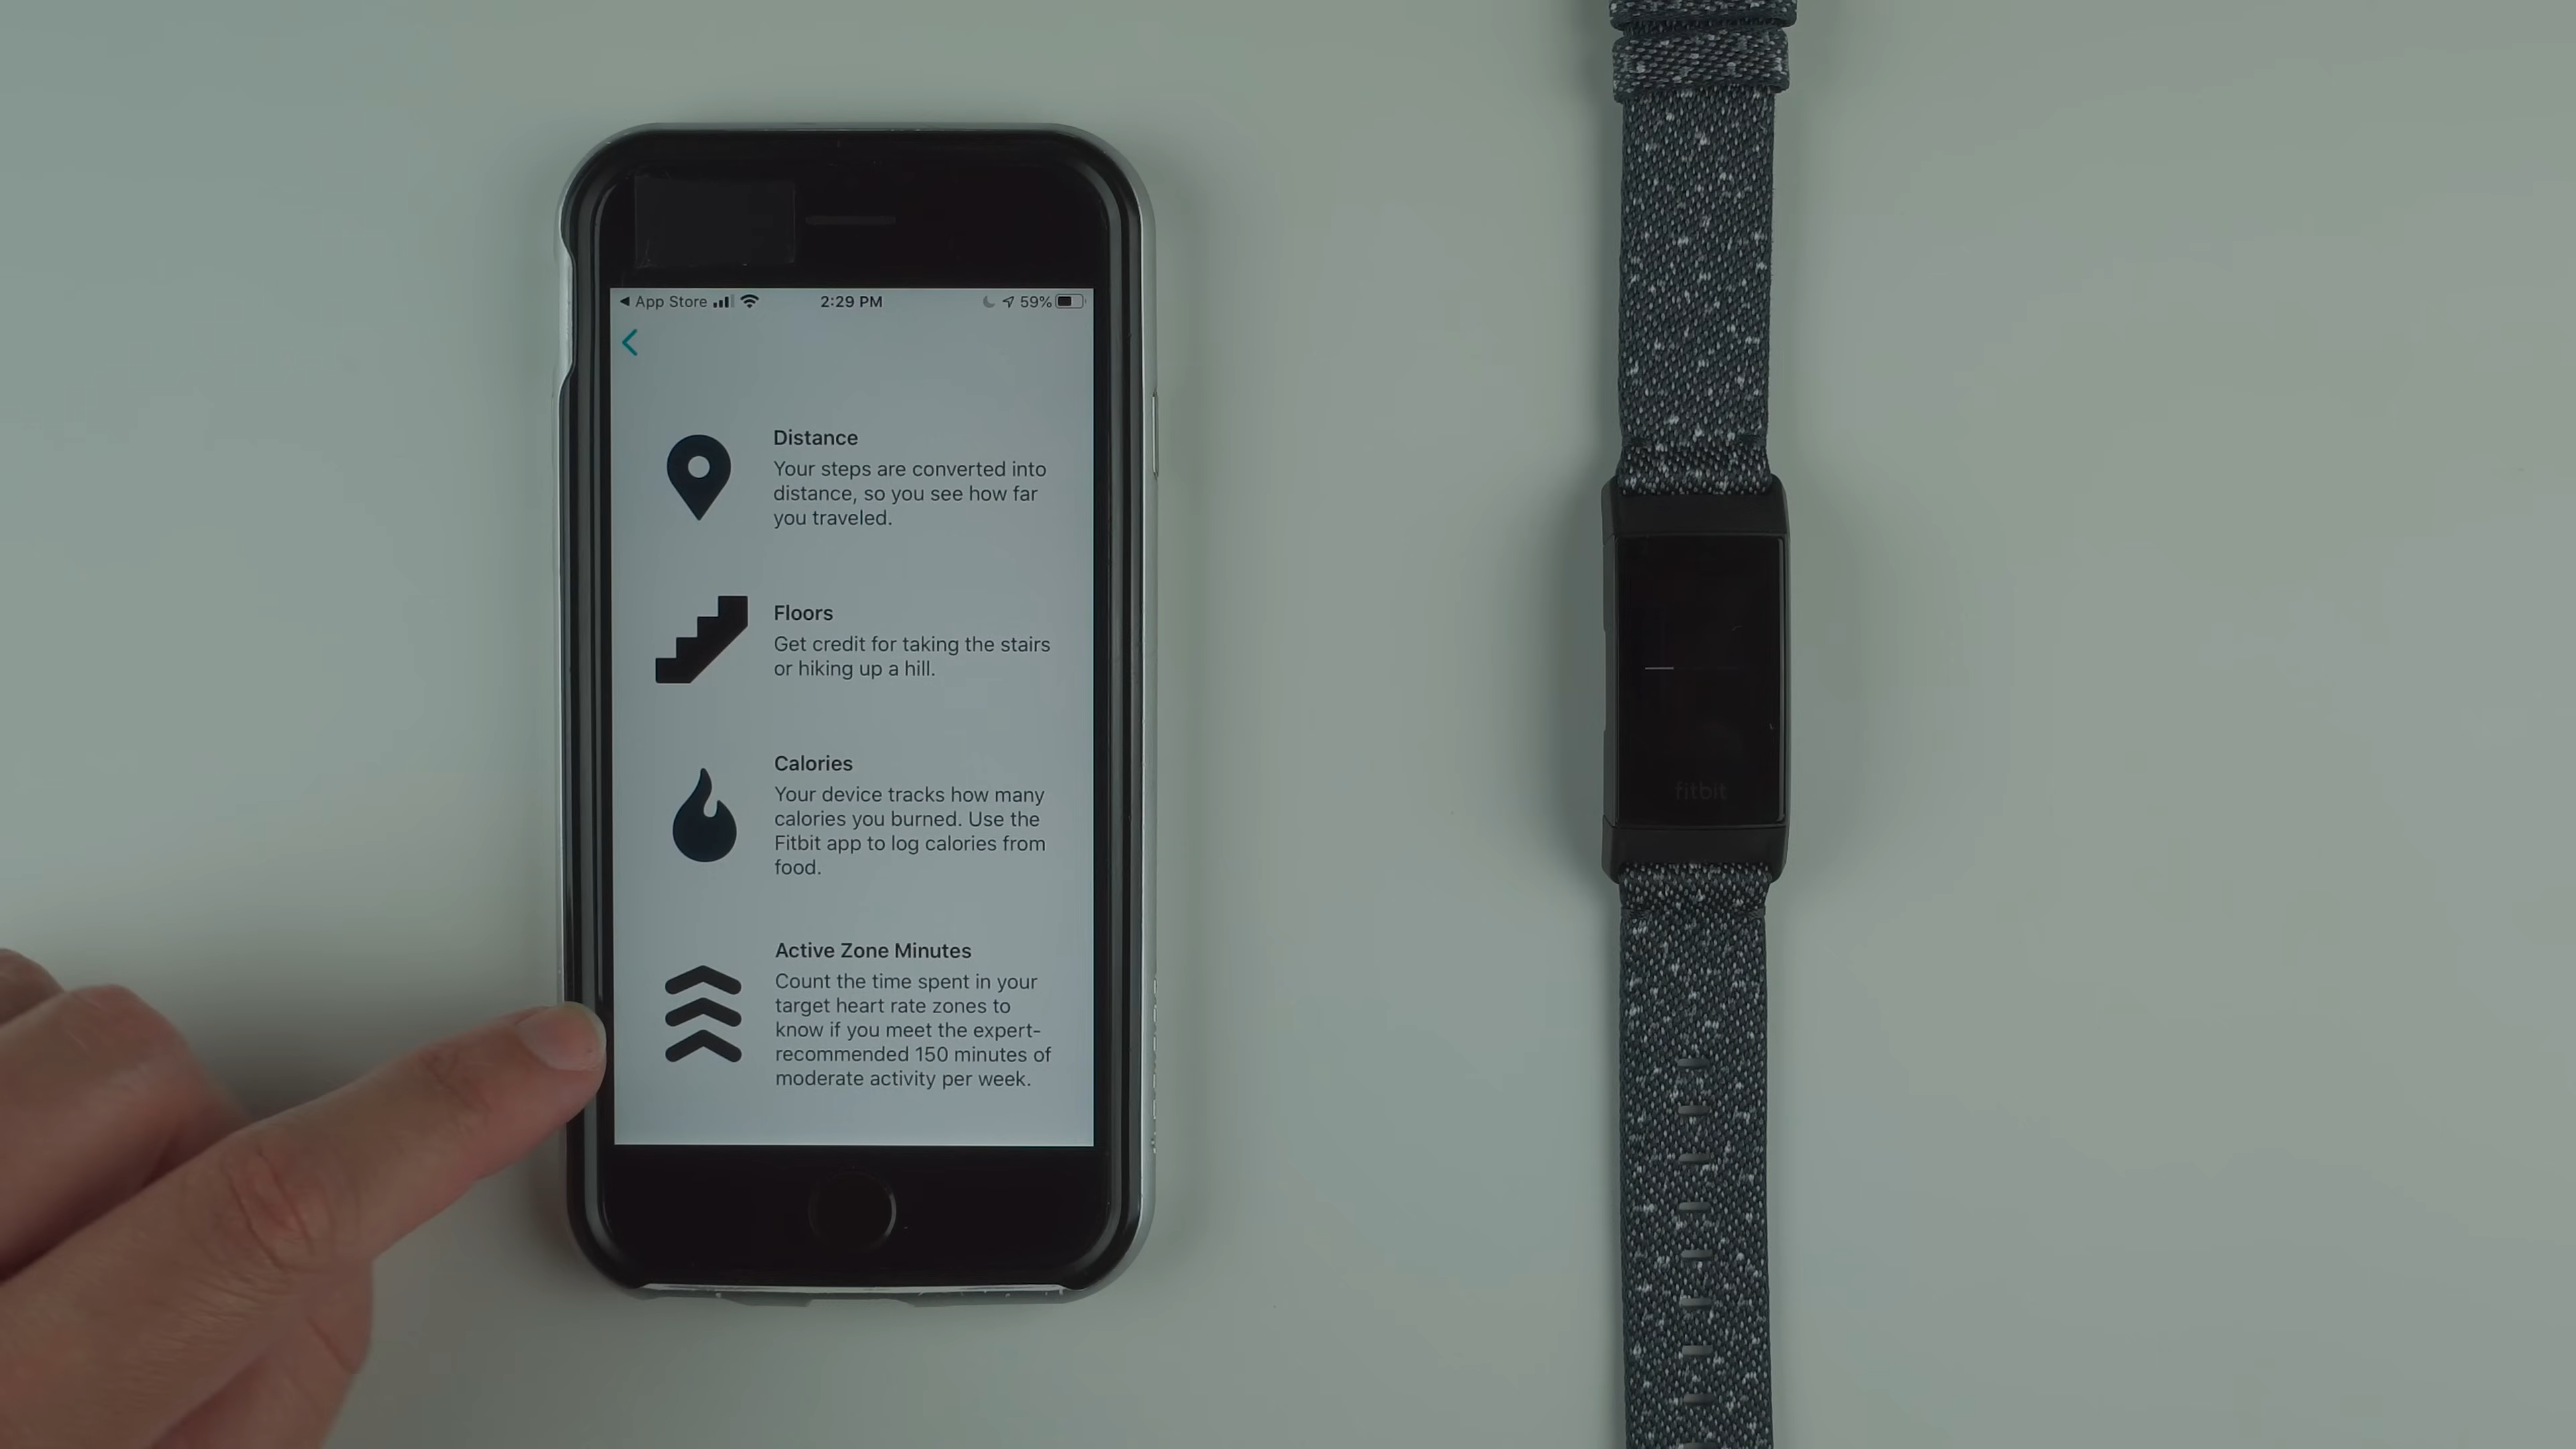 App Store
2:29 PM
59%
Distance
Your steps are converted into
distance, so you see how far
you traveled.
Floors
Get credit for taking the stairs
or hiking up a hill.
Calories
Your device tracks how many
calories you burned. Use the
Fitbit app to log calories from
food.
Active Zone Minutes
Count the time spent in your
target heart rate zones to
know if you meet the expert-
recommended 150 minutes of
moderate activity per week.
fitbit